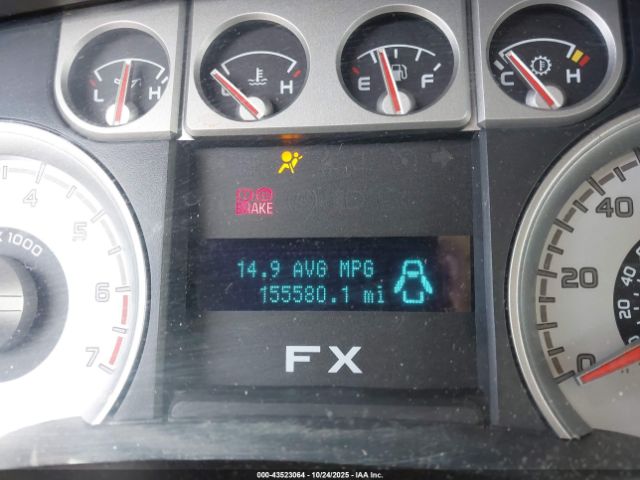 L H
H
E F
C H
4
5
6
7
X 1000
BRAKE
14.9 AVG MPG
155580.1 mi
FX
40
20
0
000-43523064 - 10/24/2025 - IAA Inc.